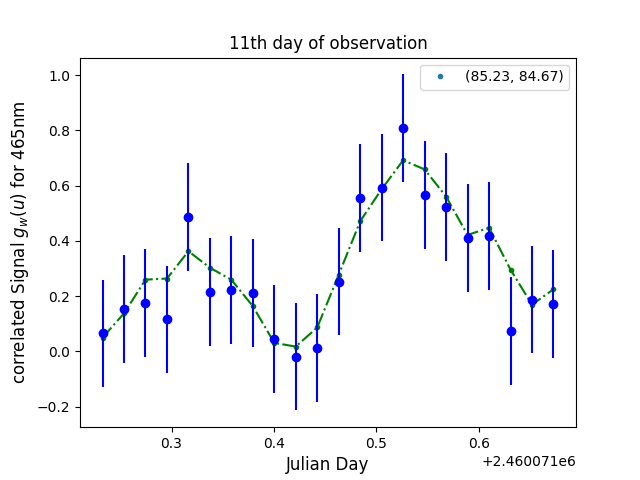 11th day of observation
(85.23, 84.67)
correlated Signal g_w(u) for 465nm
1.0
0.8
0.6
0.4
0.2
0.0
−0.2
0.3 0.4 0.5 0.6
+2.460071e6
Julian Day